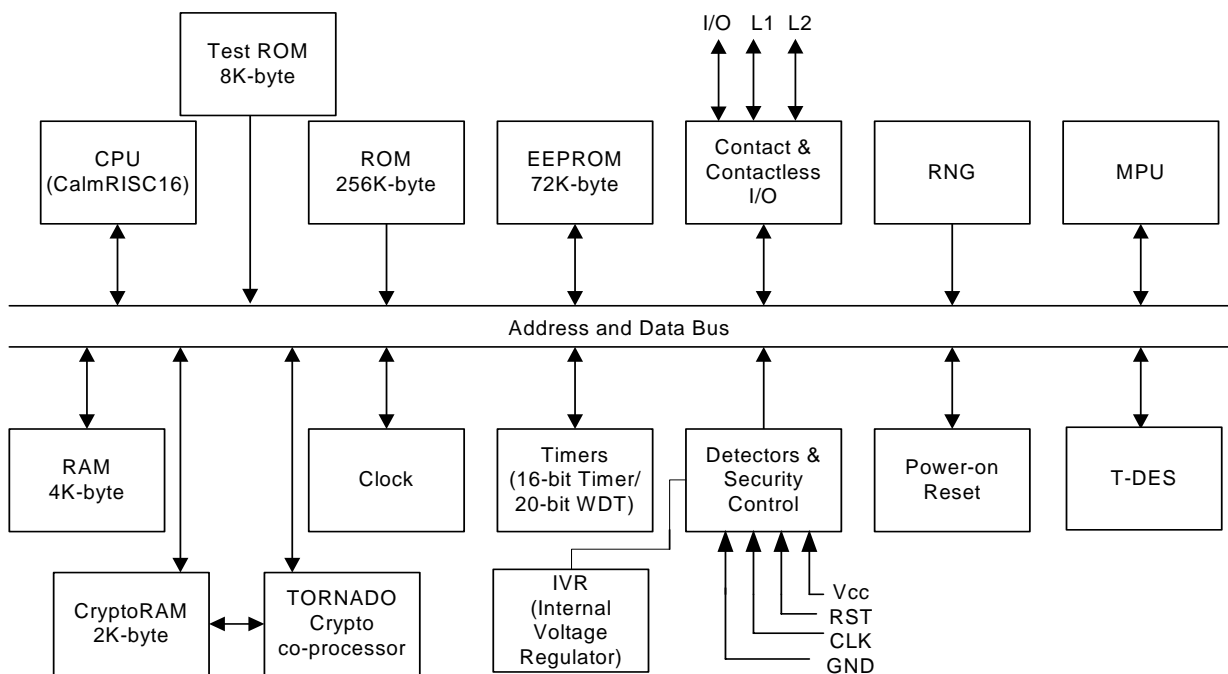 I/O L1 L2
Test ROM
8K-byte
CPU
(CalmRISC16)
ROM
256K-byte
EEPROM
72K-byte
Contact &
Contactless
I/O
RNG
MPU
Address and Data Bus
RAM
4K-byte
Clock
Timers
(16-bit Timer/
20-bit WDT)
Detectors &
Security
Control
Power-on
Reset
T-DES
CryptoRAM
2K-byte
TORNADO
Crypto
co-processor
IVR
(Internal
Voltage
Regulator)
Vcc
RST
CLK
GND